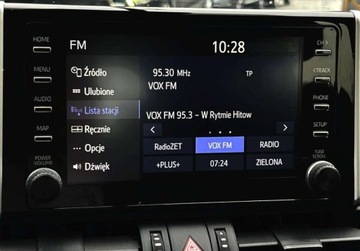 FM
10:28
HOME
MENU
AUDIO
MAP
POWER
VOLUME
Źródło
Ulubione
Lista stacji
Ręcznie
Opcje
Dźwięk
95.30 MHz
TP
VOX FM
VOX FM 95.3 – W Rytmie Hitow
RadioZET
VOX FM
RADIO
+PLUS+
07:24
ZIELONA
CH
TRACK
PHONE
SETUP
TUNE
SCROLL